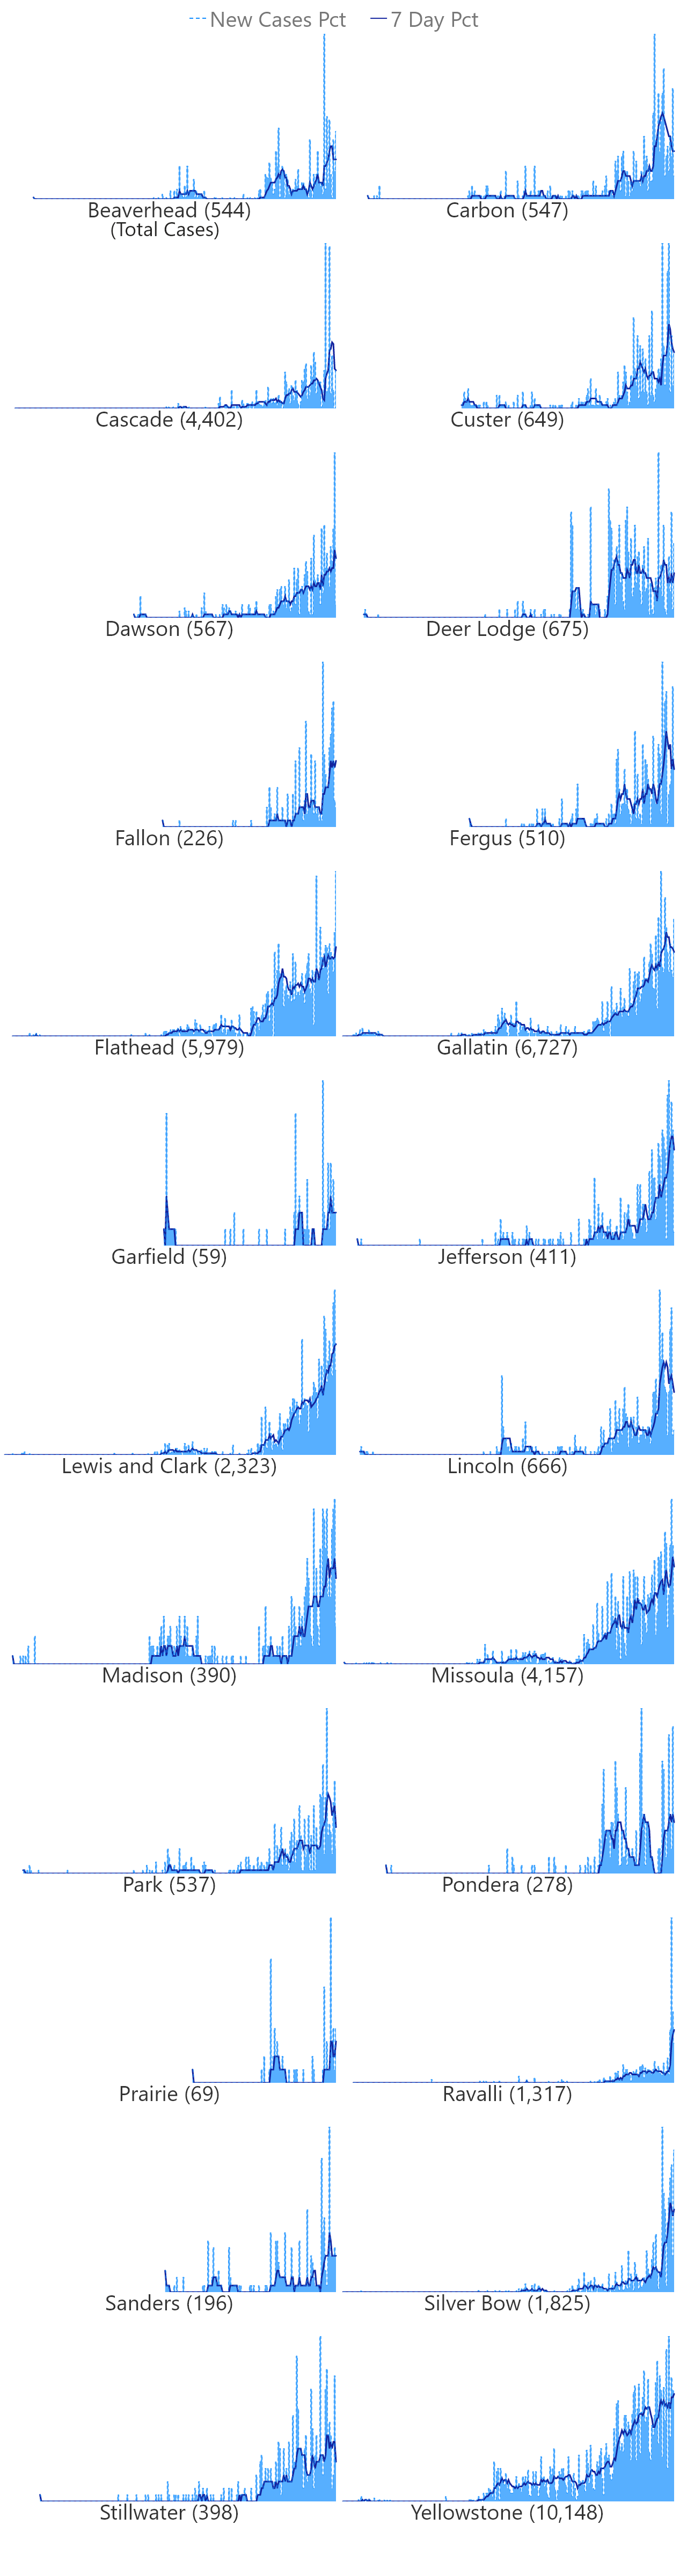 New Cases Pct 7 Day Pct
Beaverhead (544)
(Total Cases)
Carbon (547)
Cascade (4,402)
Custer (649)
Dawson (567)
Deer Lodge (675)
Fallon (226)
Fergus (510)
Flathead (5,979)
Gallatin (6,727)
Garfield (59)
Jefferson (411)
Lewis and Clark (2,323)
Lincoln (666)
Madison (390)
Missoula (4,157)
Park (537)
Pondera (278)
Prairie (69)
Ravalli (1,317)
Sanders (196)
Silver Bow (1,825)
Stillwater (398)
Yellowstone (10,148)